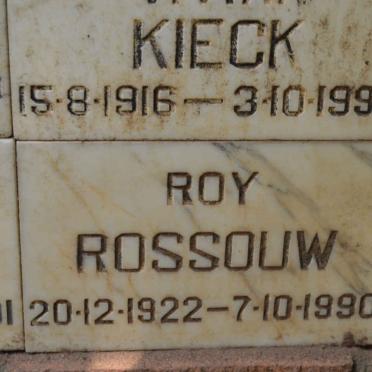 KIECK
15·8·1916 — 3·10·199
ROY
ROSSOUW
20·12·1922 — 7·10·1990